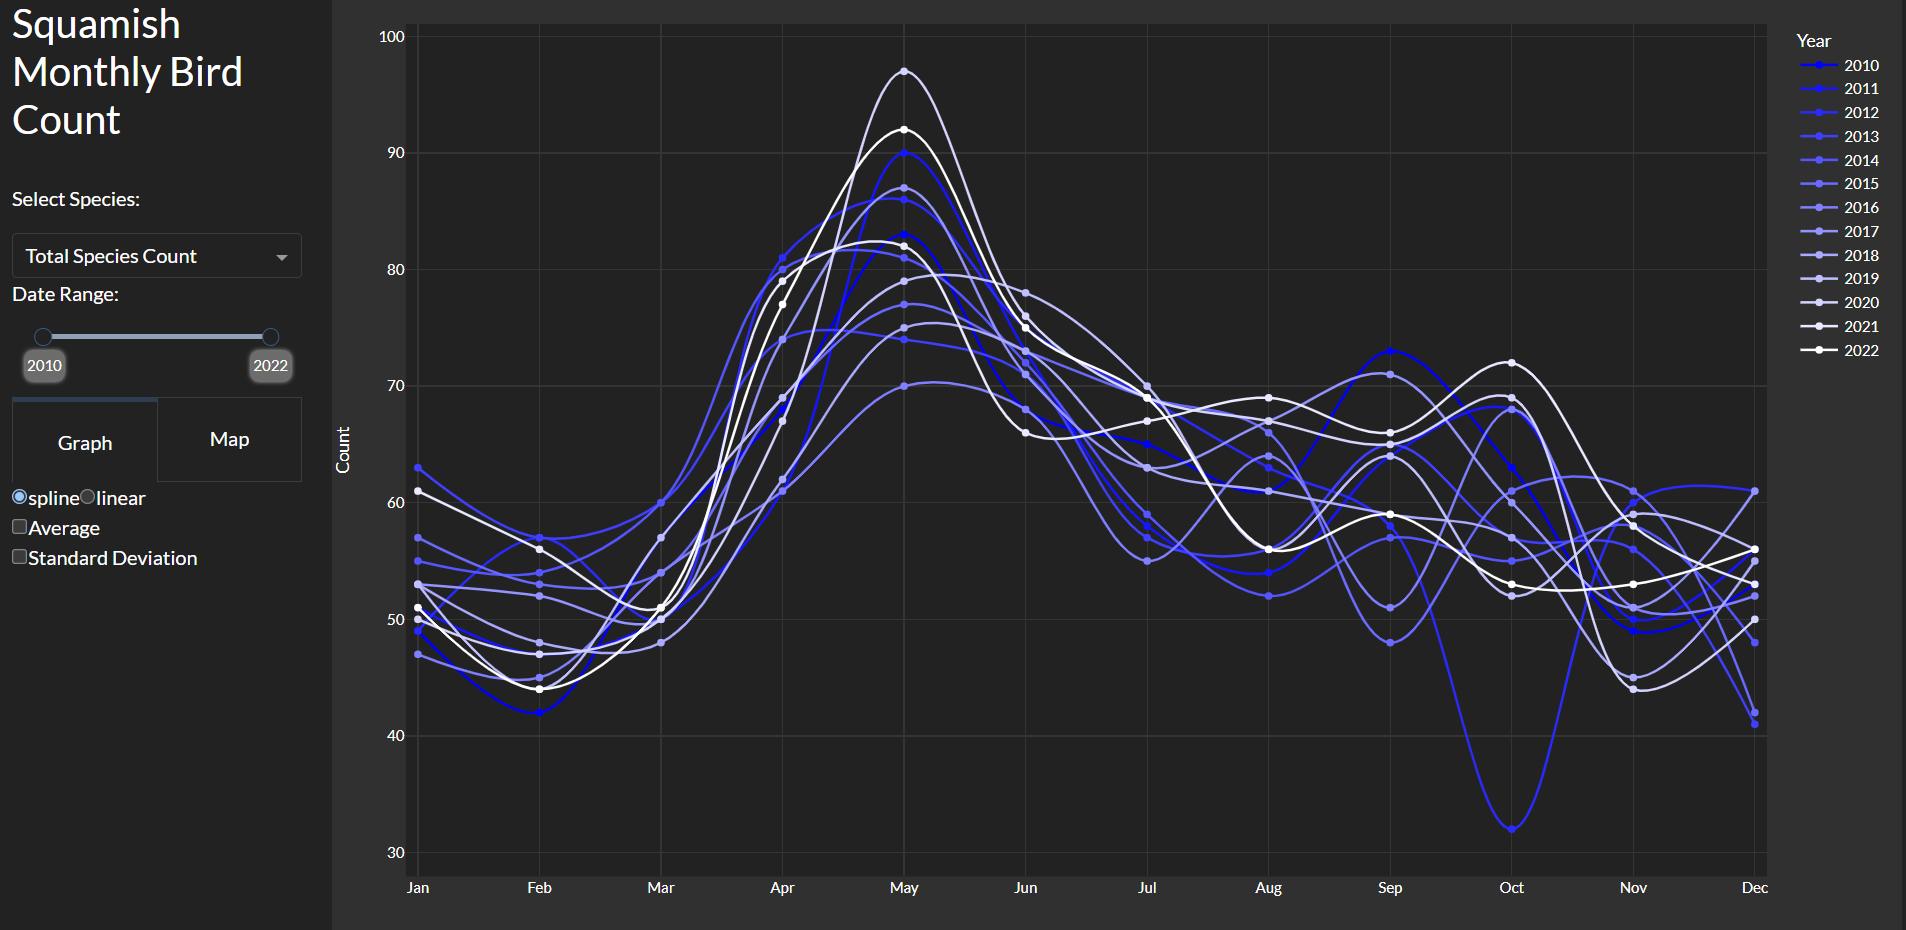 Squamish
Monthly Bird
Count
Select Species:
Total Species Count
Date Range:
2010 2022
Graph Map
spline linear
Average
Standard Deviation
Count
100
90
80
70
60
50
40
30
Jan Feb Mar Apr May Jun Jul Aug Sep Oct Nov Dec
Year
2010
2011
2012
2013
2014
2015
2016
2017
2018
2019
2020
2021
2022